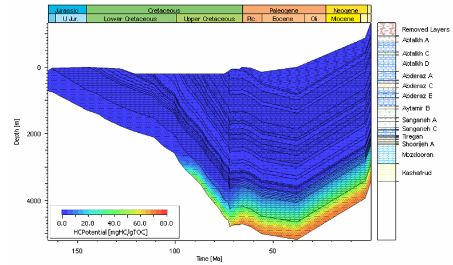 Jurassic Cretaceous Paleogene Neogene
U Jur. Lower Cretaceous Upper Cretaceous Plc. Eocene Oli. Miocene
Removed Layers
Abtalkh A
Abtalkh C
Abtalkh D
Abderaz A
Abderaz C
Abderaz E
Aytamir B
Sanganeh A
Sanganeh C
Tiregan
Shoorijeh A
Mozdooran
Kashafrud
0
2000
4000
Depth [m]
0.0 20.0 40.0 60.0 80.0
HCPotential [mgHC/gTOC]
150 100 50
Time [Ma]